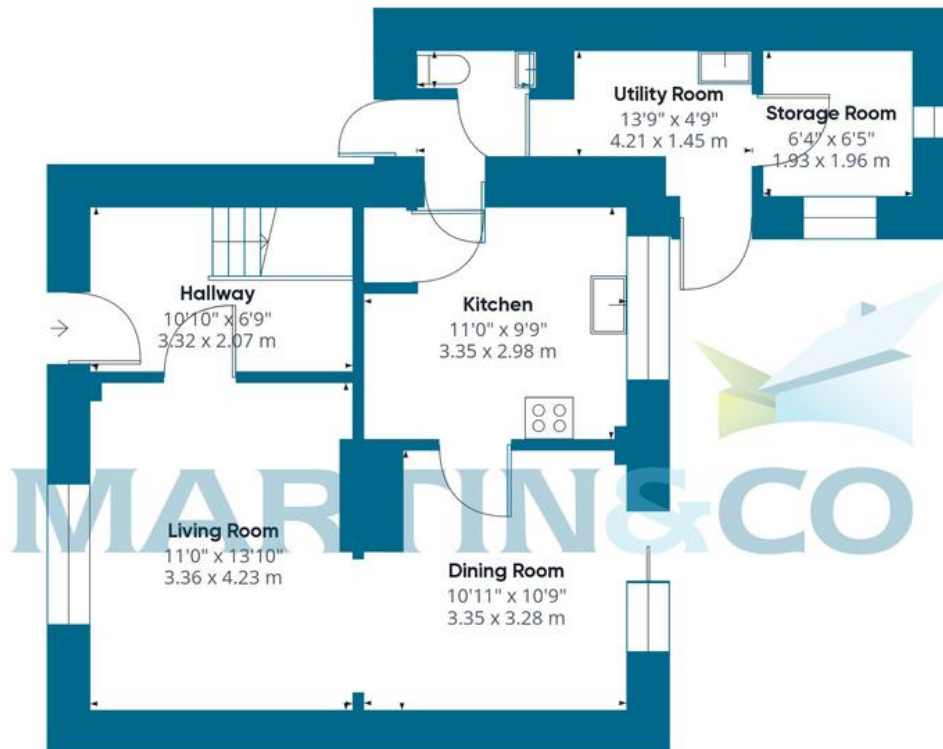 Utility Room
13'9" x 4'9"
4.21 x 1.45 m
Storage Room
6'4" x 6'5"
1.93 x 1.96 m
Hallway
10'10" x 6'9"
3.32 x 2.07 m
Kitchen
11'0" x 9'9"
3.35 x 2.98 m
MARTIN&CO
Living Room
11'0" x 13'10"
3.36 x 4.23 m
Dining Room
10'11" x 10'9"
3.35 x 3.28 m